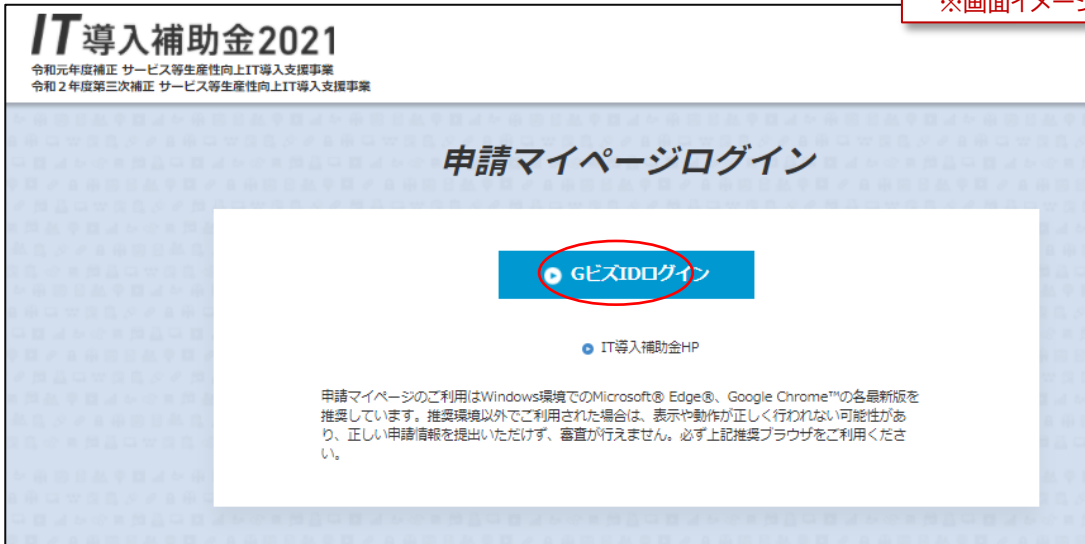 ※画面イメージ
IT導入補助金2021
令和元年度補正 サービス等生産性向上IT導入支援事業
令和２年度第三次補正 サービス等生産性向上IT導入支援事業
申請マイページログイン
GビズIDログイン
IT導入補助金HP
申請マイページのご利用はWindows環境でのMicrosoft® Edge®、Google Chrome™の各最新版を
推奨しています。推奨環境以外でご利用された場合は、表示や動作が正しく行われない可能性があ
り、正しい申請情報を提出いただけず、審査が行えません。必ず上記推奨ブラウザをご利用くださ
い。